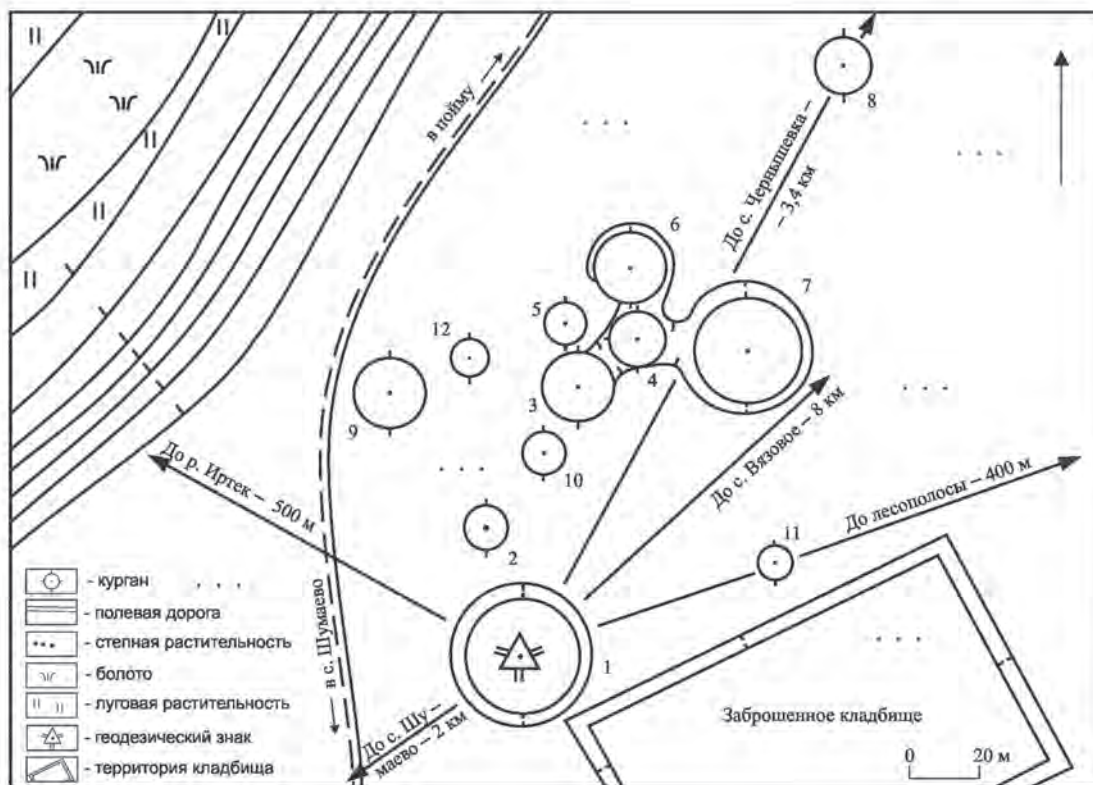 в пойму
До с. Чернышевка –
– 3,4 км
8
6
7
5
12
4
3
9
До с. Вязовое – 8 км
10
До р. Иртек – 500 м
До лесополосы – 400 м
11
2
1
в с. Шумаево
До с. Шу –
маево – 2 км
Заброшенное кладбище
0 20 м
- курган
- полевая дорога
- степная растительность
- болото
- луговая растительность
- геодезический знак
- территория кладбища